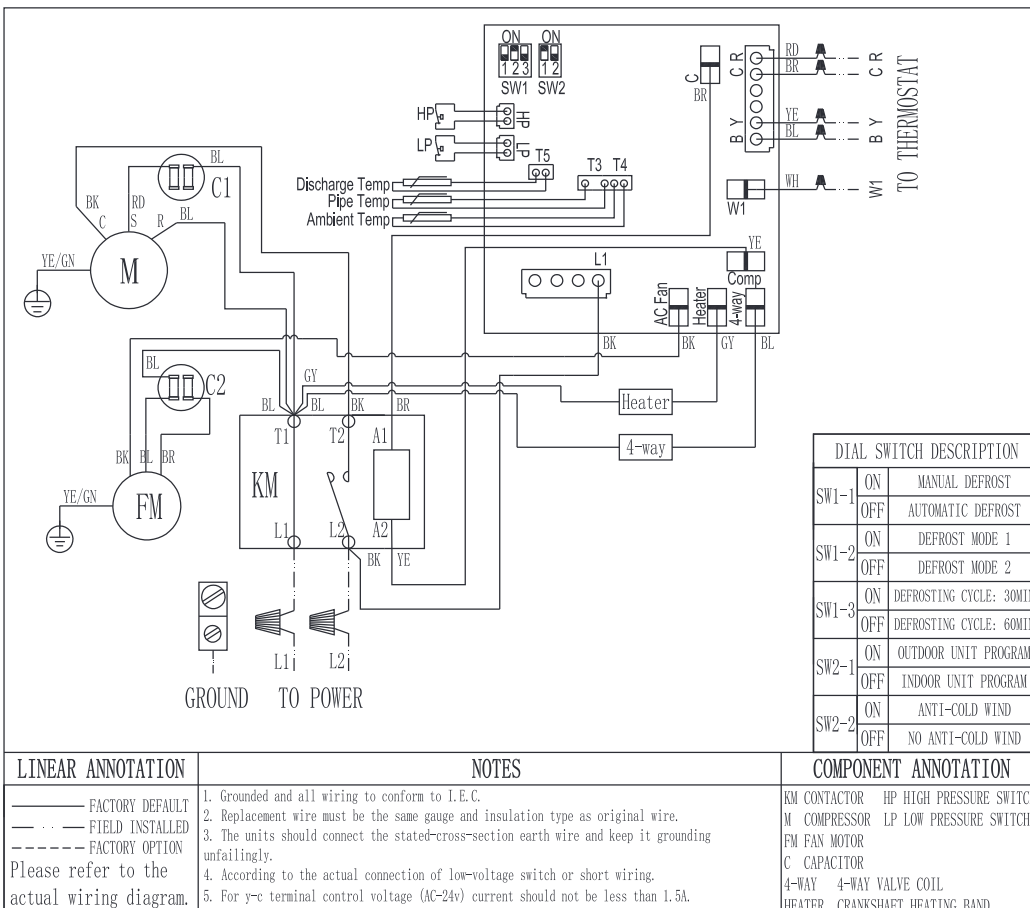 ON ON
1 2 3 1 2
SW1 SW2
HP HP
LP LP
T5
T3 T4
Discharge Temp
Pipe Temp
Ambient Temp
C
BR
C R
B Y
RD
BR
YE
BL
WH
C R
B Y
W1
TO THERMOSTAT
W1
YE
Comp
L1
AC Fan
Heater
4-way
BK
BK
GY
BL
BL
C1
BK
RD
BL
C
S
R
M
YE/GN
BL
C2
GY
BL
BL
BK
BR
T1
T2
A1
KM
L1
L2
A2
BK
YE
BK
BL
BR
FM
YE/GN
Heater
4-way
L1
L2
GROUND
TO POWER
DIAL SWITCH DESCRIPTION
SW1-1 ON MANUAL DEFROST
OFF AUTOMATIC DEFROST
SW1-2 ON DEFROST MODE 1
OFF DEFROST MODE 2
SW1-3 ON DEFROSTING CYCLE: 30MIN
OFF DEFROSTING CYCLE: 60MIN
SW2-1 ON OUTDOOR UNIT PROGRAM
OFF INDOOR UNIT PROGRAM
SW2-2 ON ANTI-COLD WIND
OFF NO ANTI-COLD WIND
LINEAR ANNOTATION
FACTORY DEFAULT
FIELD INSTALLED
FACTORY OPTION
Please refer to the
actual wiring diagram.
NOTES
1. Grounded and all wiring to conform to I.E.C.
2. Replacement wire must be the same gauge and insulation type as original wire.
3. The units should connect the stated-cross-section earth wire and keep it grounding
unfailingly.
4. According to the actual connection of low-voltage switch or short wiring.
5. For y-c terminal control voltage (AC-24v) current should not be less than 1.5A.
COMPONENT ANNOTATION
KM CONTACTOR HP HIGH PRESSURE SWITC
M COMPRESSOR LP LOW PRESSURE SWITCH
FM FAN MOTOR
C CAPACITOR
4-WAY 4-WAY VALVE COIL
HEATER CRANKSHAFT HEATING BAND